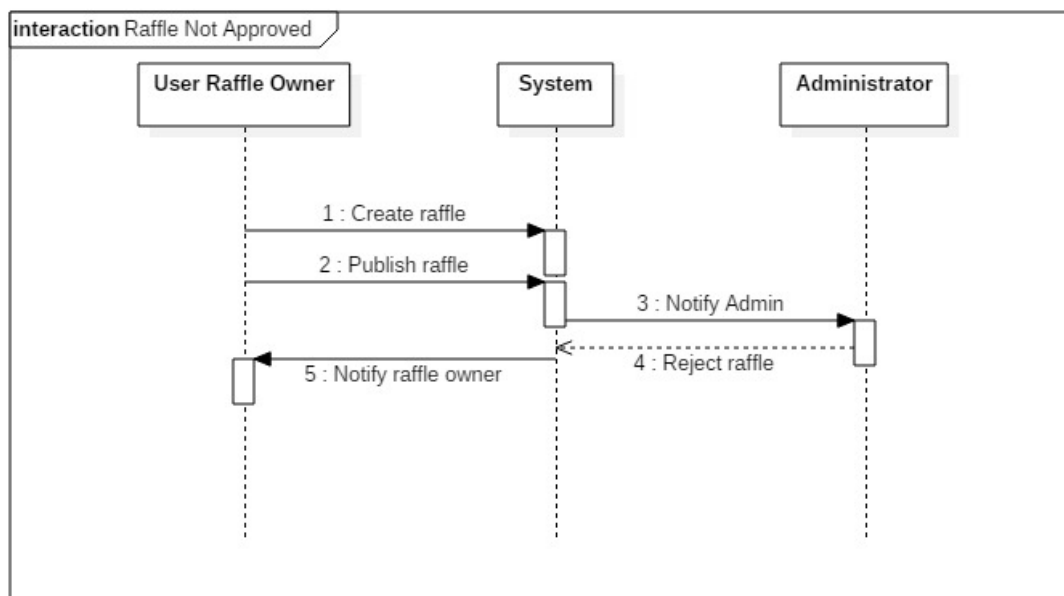 interaction Raffle Not Approved
User Raffle Owner
System
Administrator
1 : Create raffle
2 : Publish raffle
3 : Notify Admin
4 : Reject raffle
5 : Notify raffle owner